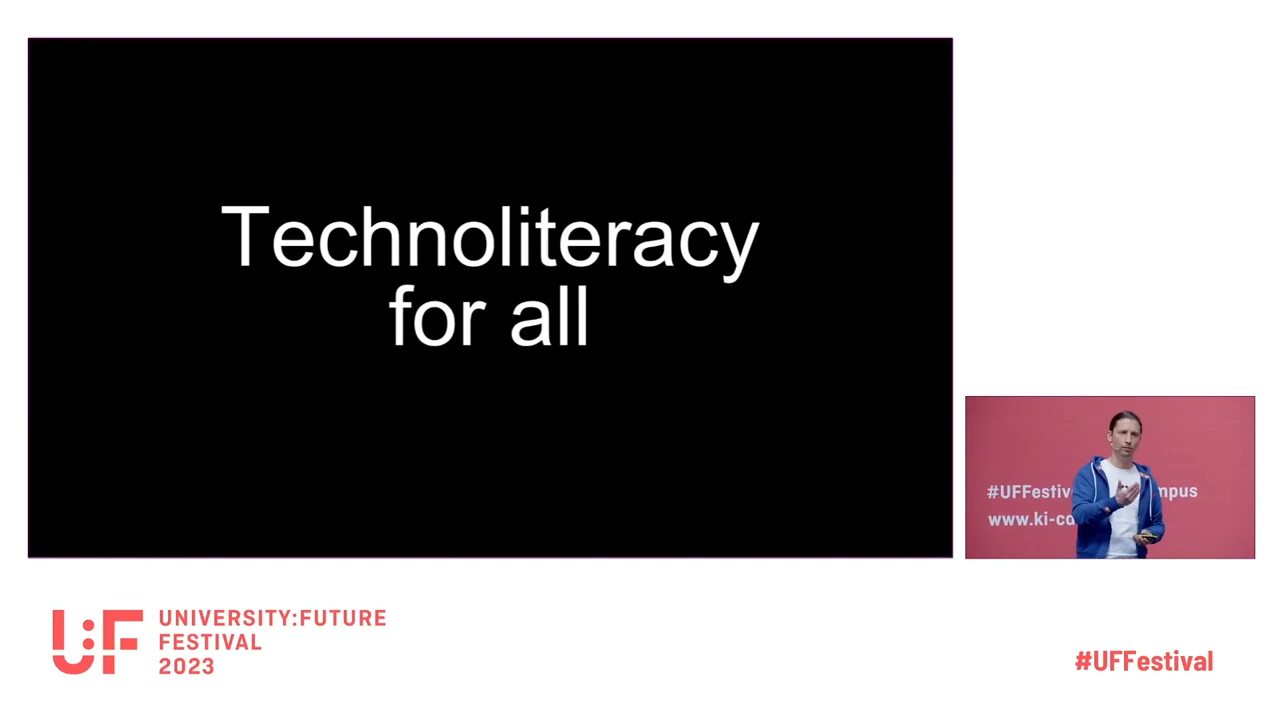 Technoliteracy
for all
#UFFestiv
mpus
www.ki-ca
U:F
UNIVERSITY:FUTURE
FESTIVAL
2023
#UFFestival